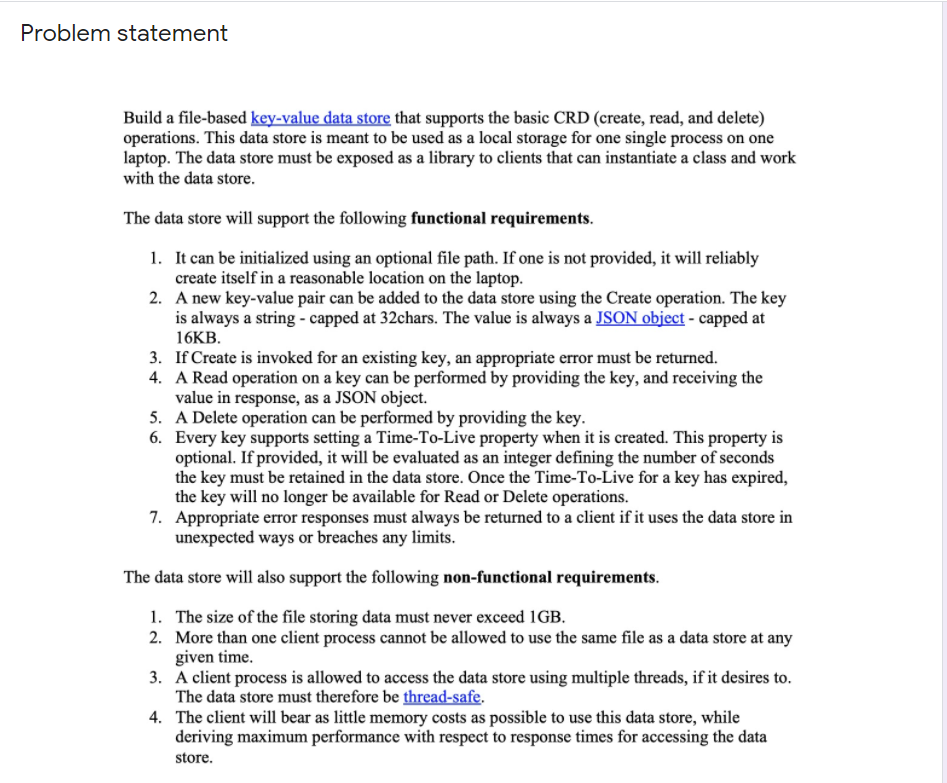 Problem statement
Build a file-based key-value data store that supports the basic CRD (create, read, and delete)
operations. This data store is meant to be used as a local storage for one single process on one
laptop. The data store must be exposed as a library to clients that can instantiate a class and work
with the data store.
The data store will support the following functional requirements.
1. It can be initialized using an optional file path. If one is not provided, it will reliably
create itself in a reasonable location on the laptop.
2. A new key-value pair can be added to the data store using the Create operation. The key
is always a string - capped at 32chars. The value is always a JSON object - capped at
16KB.
3. If Create is invoked for an existing key, an appropriate error must be returned.
4. A Read operation on a key can be performed by providing the key, and receiving the
value in response, as a JSON object.
5. A Delete operation can be performed by providing the key.
6. Every key supports setting a Time-To-Live property when it is created. This property is
optional. If provided, it will be evaluated as an integer defining the number of seconds
the key must be retained in the data store. Once the Time-To-Live for a key has expired,
the key will no longer be available for Read or Delete operations.
7. Appropriate error responses must always be returned to a client if it uses the data store in
unexpected ways or breaches any limits.
The data store will also support the following non-functional requirements.
1. The size of the file storing data must never exceed 1GB.
2. More than one client process cannot be allowed to use the same file as a data store at any
given time.
3. A client process is allowed to access the data store using multiple threads, if it desires to.
The data store must therefore be thread-safe.
4. The client will bear as little memory costs as possible to use this data store, while
deriving maximum performance with respect to response times for accessing the data
store.